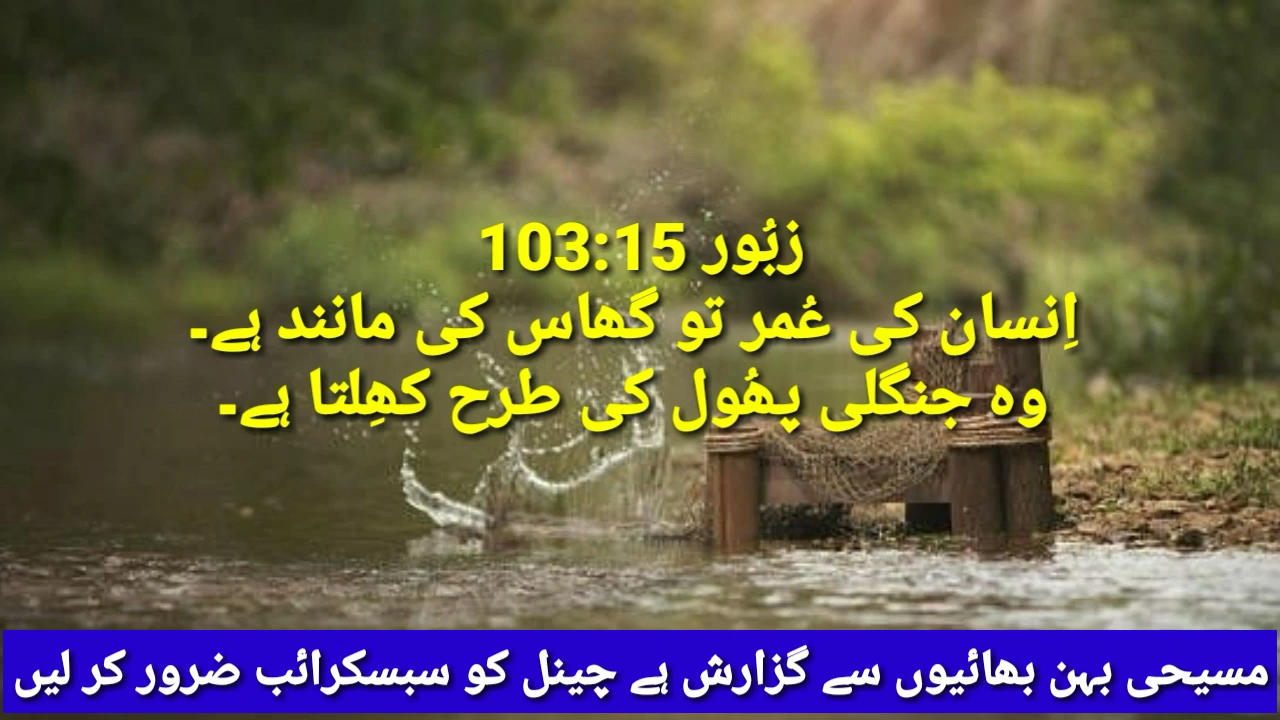 زبُور 103:15
اِنسان کی عُمر تو گھاس کی مانند ہے۔
وہ جنگلی پھُول کی طرح کھِلتا ہے۔
مسیحی بہن بھائیوں سے گزارش ہے چینل کو سبسکرائب ضرور کر لیں